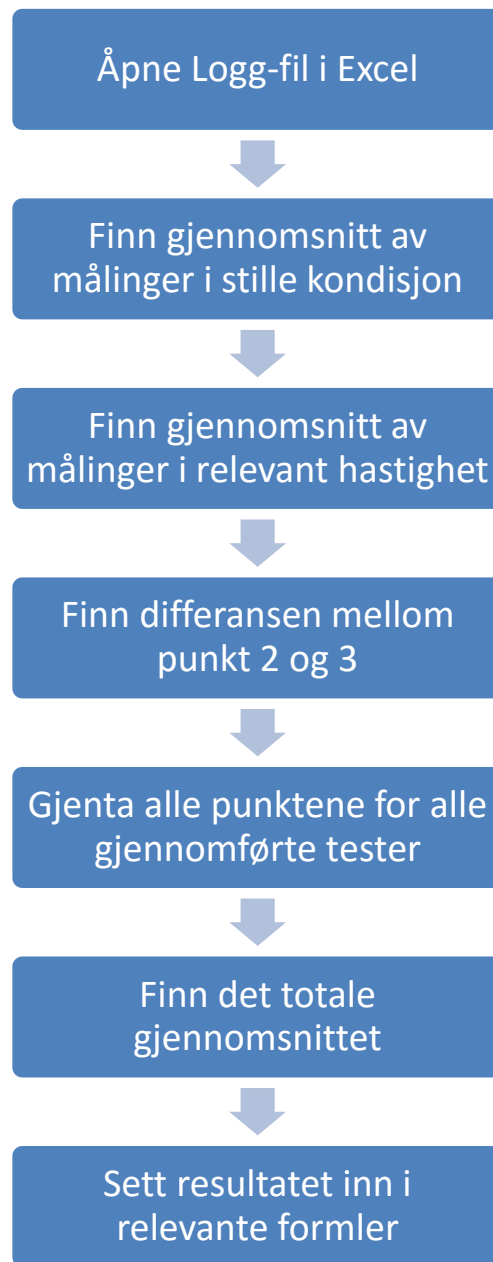 Åpne Logg-fil i Excel
Finn gjennomsnitt av
målinger i stille kondisjon
Finn gjennomsnitt av
målinger i relevant hastighet
Finn differansen mellom
punkt 2 og 3
Gjenta alle punktene for alle
gjennomførte tester
Finn det totale
gjennomsnittet
Sett resultatet inn i
relevante formler